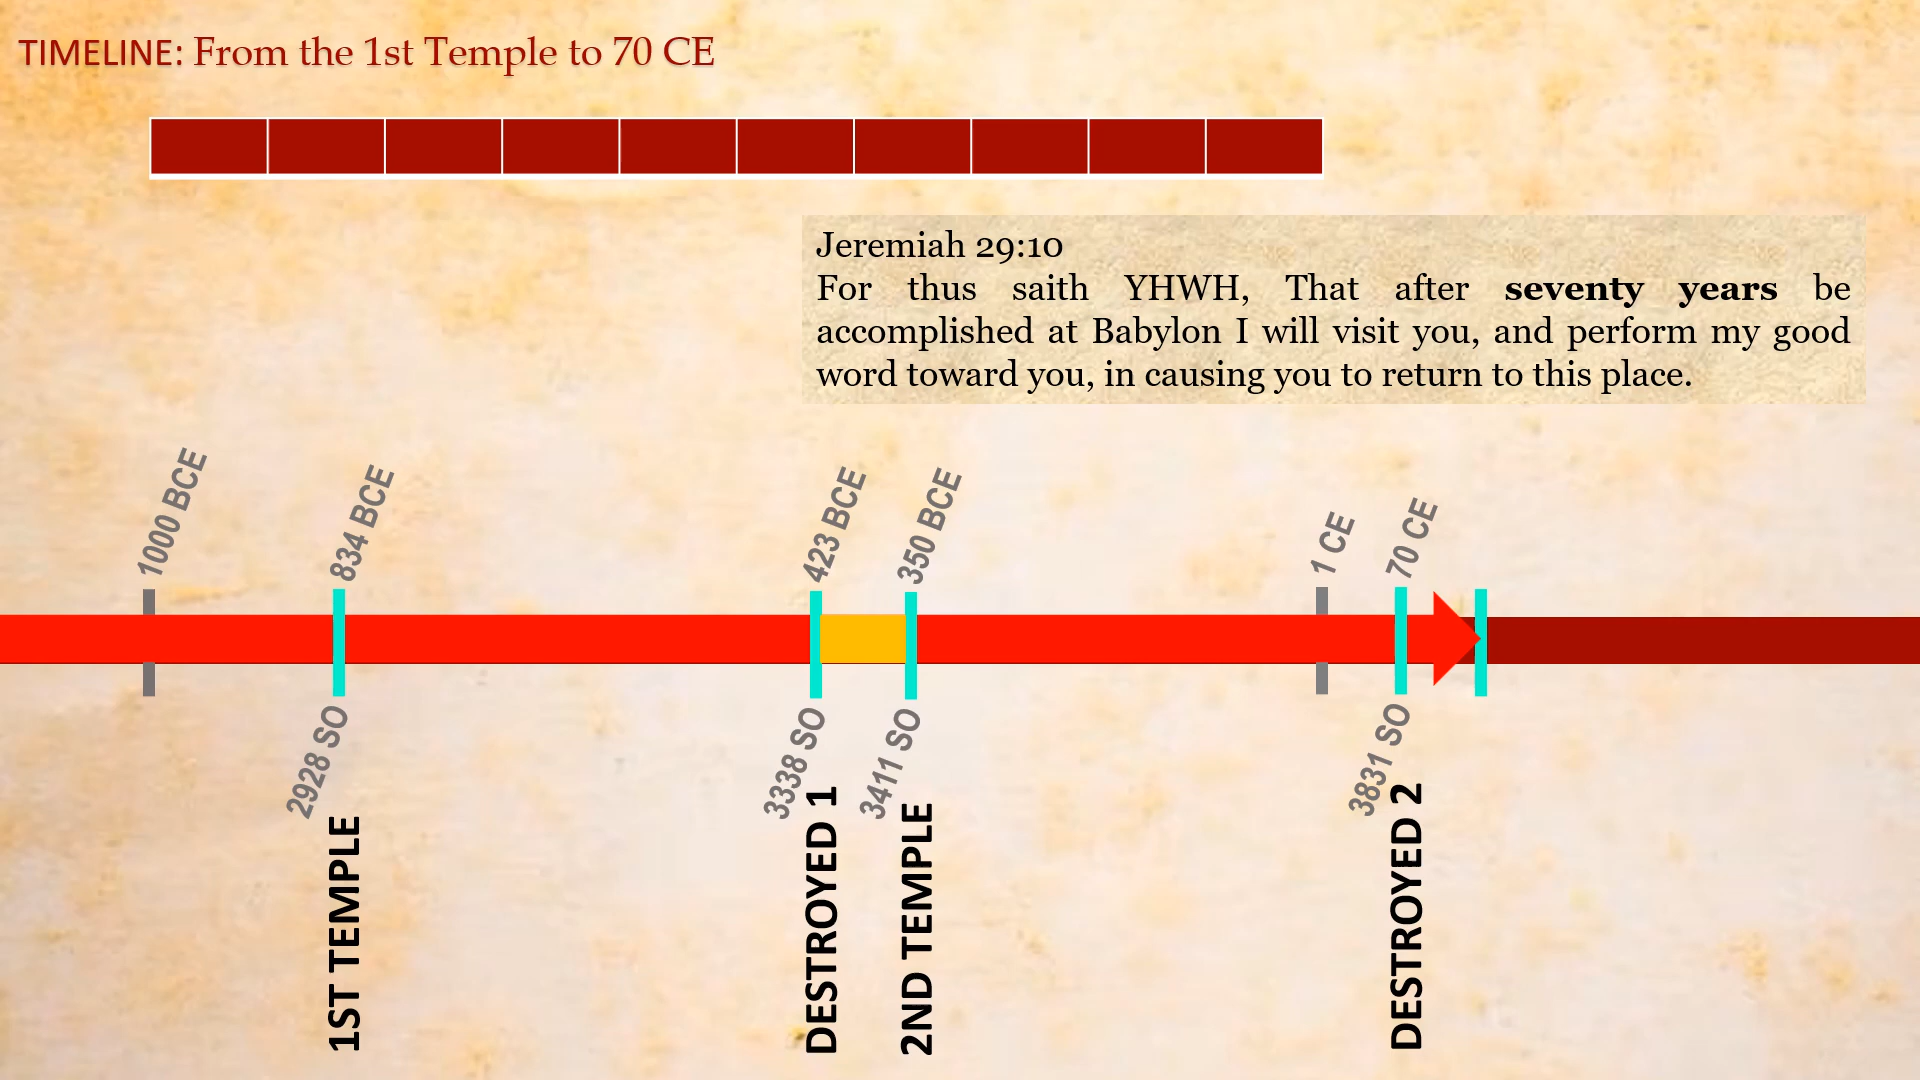 TIMELINE: From the 1st Temple to 70 CE
Jeremiah 29:10
For thus saith YHWH, That after seventy years be
accomplished at Babylon I will visit you, and perform my good
word toward you, in causing you to return to this place.
1000 BCE
834 BCE
423 BCE
350 BCE
1 CE
70 CE
2928 SO
3338 SO
3411 SO
3831 SO
1ST TEMPLE
DESTROYED 1
2ND TEMPLE
DESTROYED 2